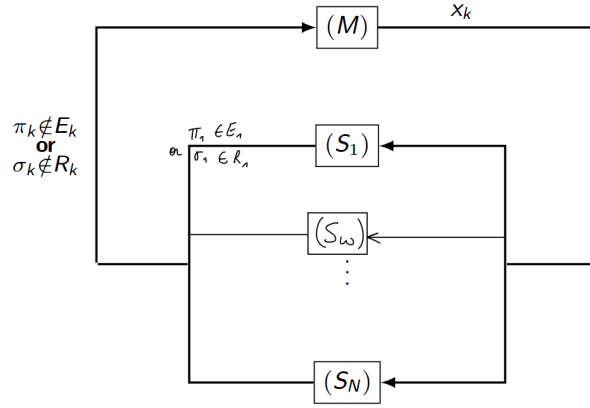 (M)
x_k
π_k∉E_k
or
σ_k∉R_k
π_1 ∈ E_1
or σ_1 ∈ R_1
(S_1)
(S_ω)
⋮
(S_N)